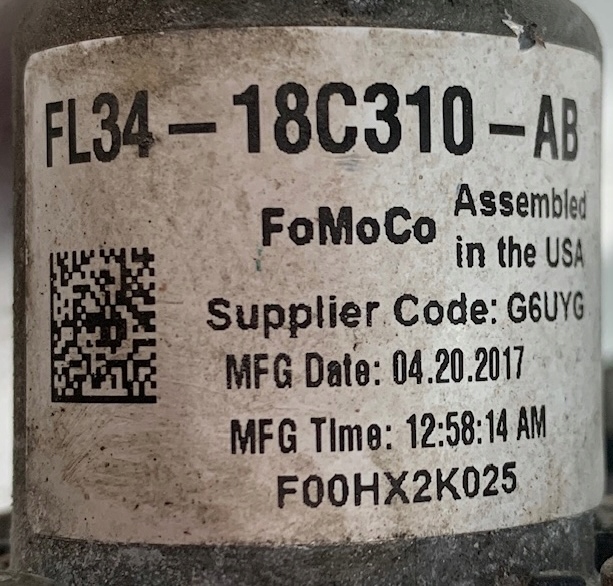 FL34-18C310-AB
FoMoCo
Assembled
in the USA
Supplier Code: G6UYG
MFG Date: 04.20.2017
MFG Time: 12:58:14 AM
F00HX2K025